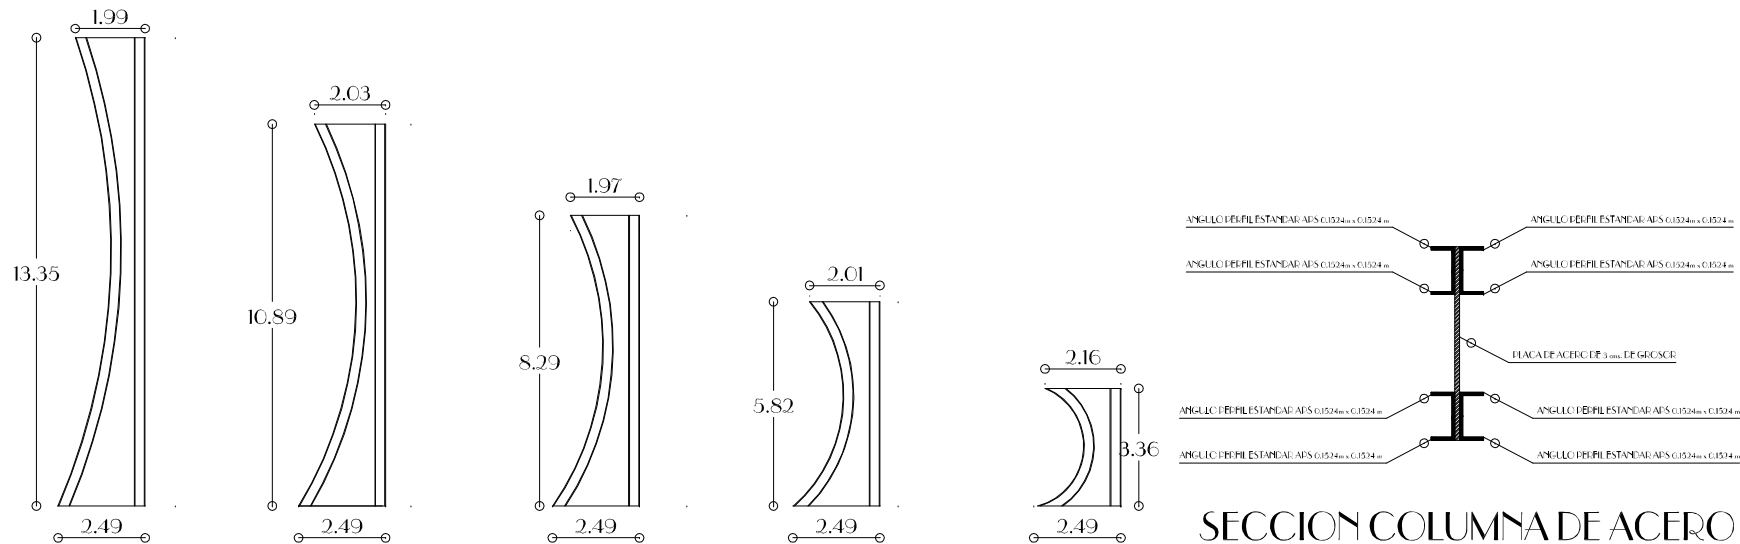 1.99
13.35
2.49
2.03
10.89
2.49
1.97
8.29
2.49
2.01
5.82
2.49
2.16
3.36
2.49
ANGULO PERFIL ESTANDAR APS 0.1524m x 0.1524 m
ANGULO PERFIL ESTANDAR APS 0.1524m x 0.1524 m
ANGULO PERFIL ESTANDAR APS 0.1524m x 0.1524 m
ANGULO PERFIL ESTANDAR APS 0.1524m x 0.1524 m
PLACA DE ACERO DE 3 cms. DE GROSOR
ANGULO PERFIL ESTANDAR APS 0.1524m x 0.1524 m
ANGULO PERFIL ESTANDAR APS 0.1524m x 0.1524 m
ANGULO PERFIL ESTANDAR APS 0.1524m x 0.1524 m
ANGULO PERFIL ESTANDAR APS 0.1524m x 0.1524 m
SECCION COLUMNA DE ACERO